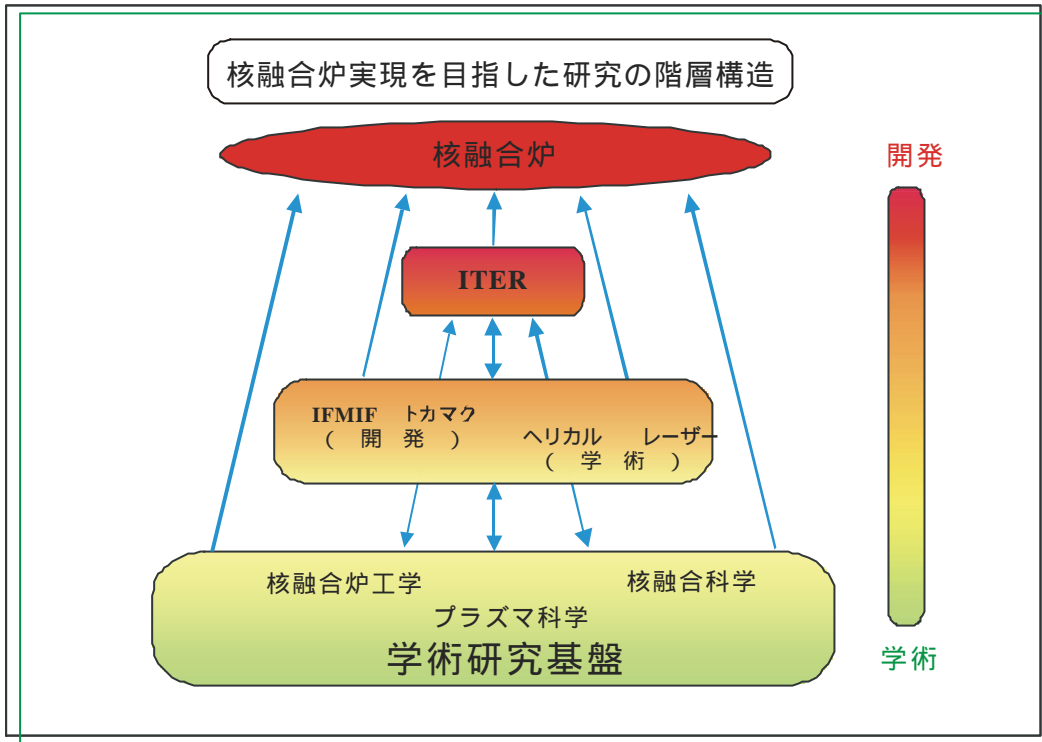 核融合炉実現を目指した研究の階層構造
核融合炉
開発
ITER
IFMIF トカマク
( 開 発 )
ヘリカル レーザー
( 学 術 )
核融合炉工学
核融合科学
プラズマ科学
学術研究基盤
学術